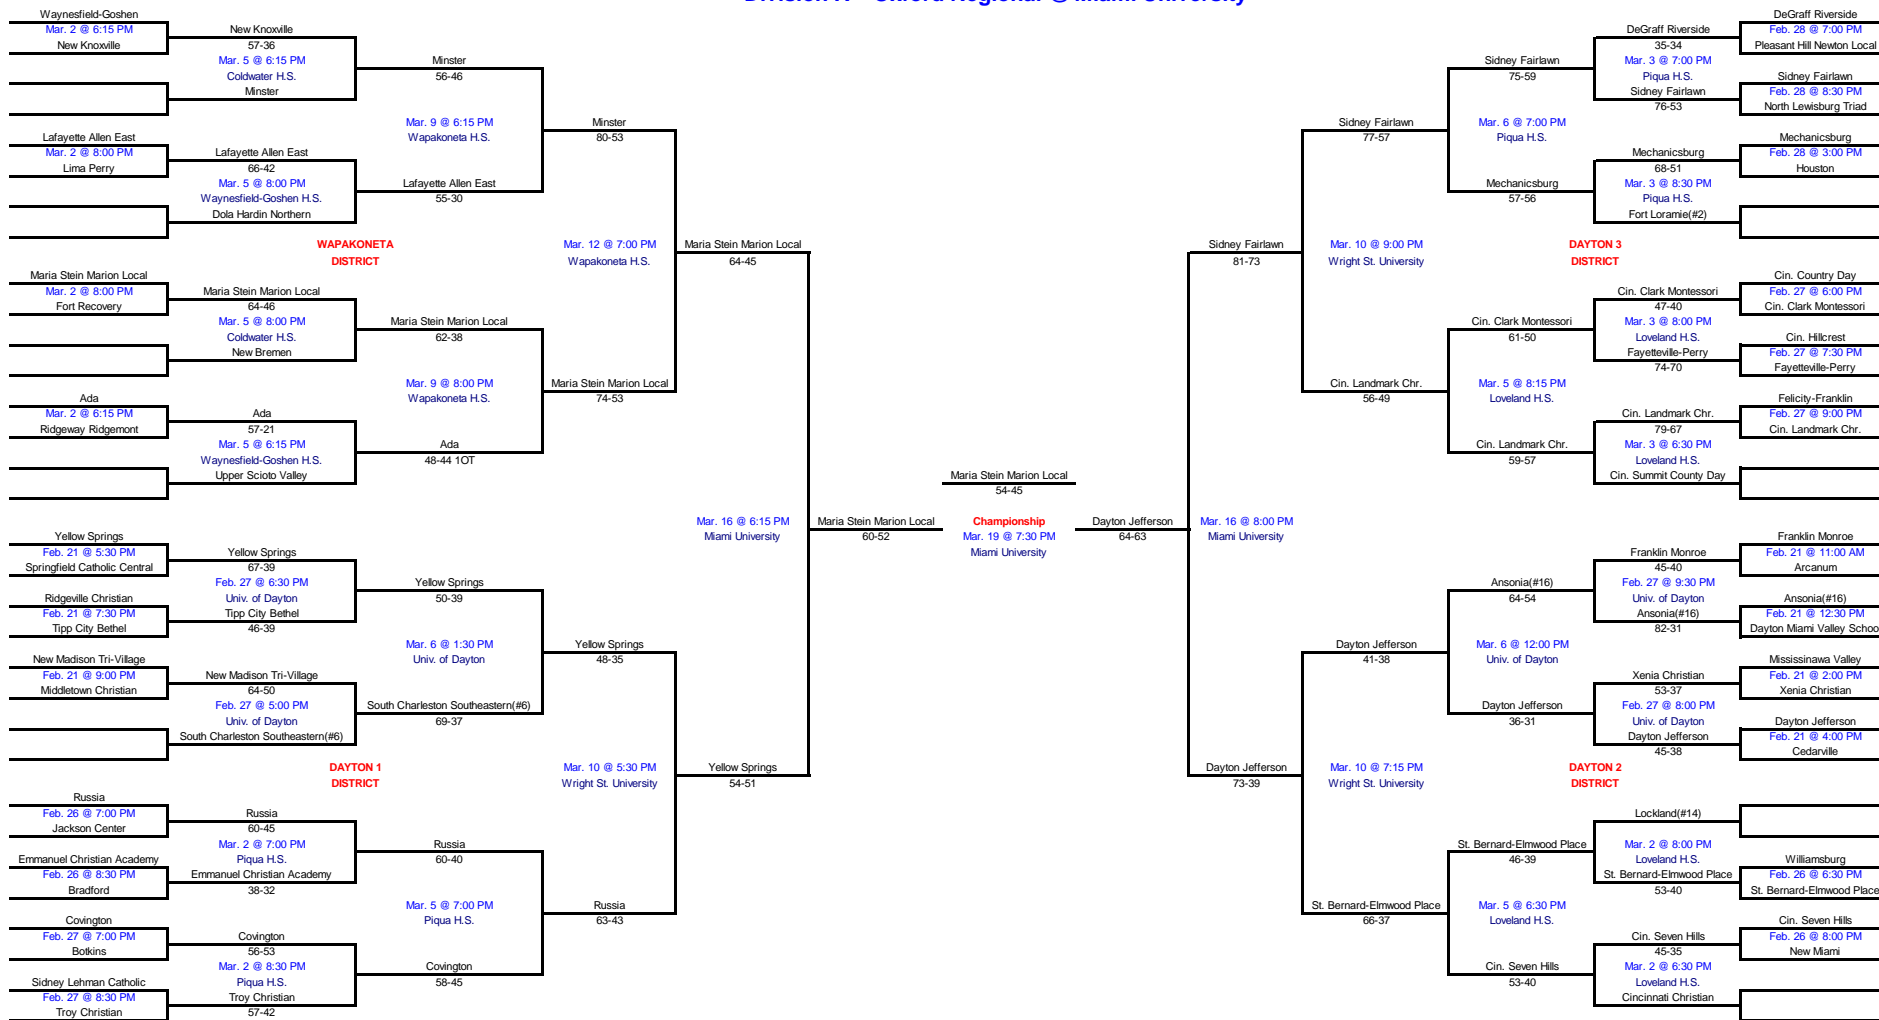 Waynesfield-Goshen
Mar. 2 @ 6:15 PM
New Knoxville
New Knoxville
57-36
Mar. 5 @ 6:15 PM
Coldwater H.S.
Minster
Minster
56-46
Lafayette Allen East
Mar. 2 @ 8:00 PM
Lima Perry
Lafayette Allen East
66-42
Mar. 5 @ 8:00 PM
Waynesfield-Goshen H.S.
Dola Hardin Northern
Lafayette Allen East
55-30
Mar. 9 @ 6:15 PM
Wapakoneta H.S.
Minster
80-53
WAPAKONETA
DISTRICT
Mar. 12 @ 7:00 PM
Wapakoneta H.S.
Maria Stein Marion Local
64-45
Maria Stein Marion Local
Mar. 2 @ 8:00 PM
Fort Recovery
Maria Stein Marion Local
64-46
Mar. 5 @ 8:00 PM
Coldwater H.S.
New Bremen
Maria Stein Marion Local
62-38
Mar. 9 @ 8:00 PM
Wapakoneta H.S.
Maria Stein Marion Local
74-53
Ada
Mar. 2 @ 6:15 PM
Ridgeway Ridgemont
Ada
57-21
Mar. 5 @ 6:15 PM
Waynesfield-Goshen H.S.
Upper Scioto Valley
Ada
48-44 1OT
Mar. 16 @ 6:15 PM
Miami University
Maria Stein Marion Local
60-52
Yellow Springs
Feb. 21 @ 5:30 PM
Springfield Catholic Central
Yellow Springs
67-39
Feb. 27 @ 6:30 PM
Univ. of Dayton
Tipp City Bethel
46-39
Ridgeville Christian
Feb. 21 @ 7:30 PM
Tipp City Bethel
Yellow Springs
50-39
Mar. 6 @ 1:30 PM
Univ. of Dayton
Yellow Springs
48-35
New Madison Tri-Village
Feb. 21 @ 9:00 PM
Middletown Christian
New Madison Tri-Village
64-50
Feb. 27 @ 5:00 PM
Univ. of Dayton
South Charleston Southeastern(#6)
South Charleston Southeastern(#6)
69-37
DAYTON 1
DISTRICT
Mar. 10 @ 5:30 PM
Wright St. University
Yellow Springs
54-51
Russia
Feb. 26 @ 7:00 PM
Jackson Center
Russia
60-45
Mar. 2 @ 7:00 PM
Piqua H.S.
Emmanuel Christian Academy
38-32
Emmanuel Christian Academy
Feb. 26 @ 8:30 PM
Bradford
Russia
60-40
Mar. 5 @ 7:00 PM
Piqua H.S.
Russia
63-43
Covington
Feb. 27 @ 7:00 PM
Botkins
Covington
56-53
Mar. 2 @ 8:30 PM
Piqua H.S.
Troy Christian
57-42
Sidney Lehman Catholic
Feb. 27 @ 8:30 PM
Troy Christian
Covington
58-45
Maria Stein Marion Local
54-45
Championship
Mar. 19 @ 7:30 PM
Miami University
Dayton Jefferson
64-63
Mar. 16 @ 8:00 PM
Miami University
Sidney Fairlawn
81-73
Mar. 10 @ 9:00 PM
Wright St. University
DAYTON 3
DISTRICT
Sidney Fairlawn
77-57
Mar. 6 @ 7:00 PM
Piqua H.S.
Sidney Fairlawn
75-59
DeGraff Riverside
35-34
Mar. 3 @ 7:00 PM
Piqua H.S.
Sidney Fairlawn
76-53
DeGraff Riverside
Feb. 28 @ 7:00 PM
Pleasant Hill Newton Local
Sidney Fairlawn
Feb. 28 @ 8:30 PM
North Lewisburg Triad
Mechanicsburg
57-56
Mechanicsburg
68-51
Mar. 3 @ 8:30 PM
Piqua H.S.
Fort Loramie(#2)
Mechanicsburg
Feb. 28 @ 3:00 PM
Houston
Cin. Landmark Chr.
56-49
Mar. 5 @ 8:15 PM
Loveland H.S.
Cin. Clark Montessori
61-50
Cin. Clark Montessori
47-40
Mar. 3 @ 8:00 PM
Loveland H.S.
Fayetteville-Perry
74-70
Cin. Country Day
Feb. 27 @ 6:00 PM
Cin. Clark Montessori
Cin. Hillcrest
Feb. 27 @ 7:30 PM
Fayetteville-Perry
Cin. Landmark Chr.
59-57
Cin. Landmark Chr.
79-67
Mar. 3 @ 6:30 PM
Loveland H.S.
Cin. Summit County Day
Felicity-Franklin
Feb. 27 @ 9:00 PM
Cin. Landmark Chr.
Dayton Jefferson
73-39
Mar. 10 @ 7:15 PM
Wright St. University
DAYTON 2
DISTRICT
Dayton Jefferson
41-38
Mar. 6 @ 12:00 PM
Univ. of Dayton
Ansonia(#16)
64-54
Franklin Monroe
45-40
Feb. 27 @ 9:30 PM
Univ. of Dayton
Ansonia(#16)
82-31
Franklin Monroe
Feb. 21 @ 11:00 AM
Arcanum
Ansonia(#16)
Feb. 21 @ 12:30 PM
Dayton Miami Valley Schoo
Dayton Jefferson
36-31
Xenia Christian
53-37
Feb. 27 @ 8:00 PM
Univ. of Dayton
Dayton Jefferson
45-38
Mississinawa Valley
Feb. 21 @ 2:00 PM
Xenia Christian
Dayton Jefferson
Feb. 21 @ 4:00 PM
Cedarville
St. Bernard-Elmwood Place
66-37
Mar. 5 @ 6:30 PM
Loveland H.S.
St. Bernard-Elmwood Place
46-39
Lockland(#14)
Mar. 2 @ 8:00 PM
Loveland H.S.
St. Bernard-Elmwood Place
53-40
Williamsburg
Feb. 26 @ 6:30 PM
St. Bernard-Elmwood Place
Cin. Seven Hills
53-40
Cin. Seven Hills
45-35
Mar. 2 @ 6:30 PM
Loveland H.S.
Cincinnati Christian
Cin. Seven Hills
Feb. 26 @ 8:00 PM
New Miami